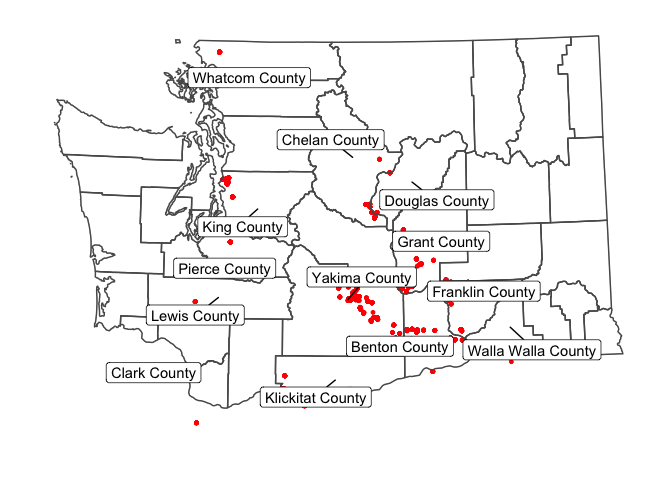 Whatcom County
Chelan County
Douglas County
King County
Grant County
Pierce County
Yakima County
Franklin County
Lewis County
Benton County
Walla Walla County
Clark County
Klickitat County